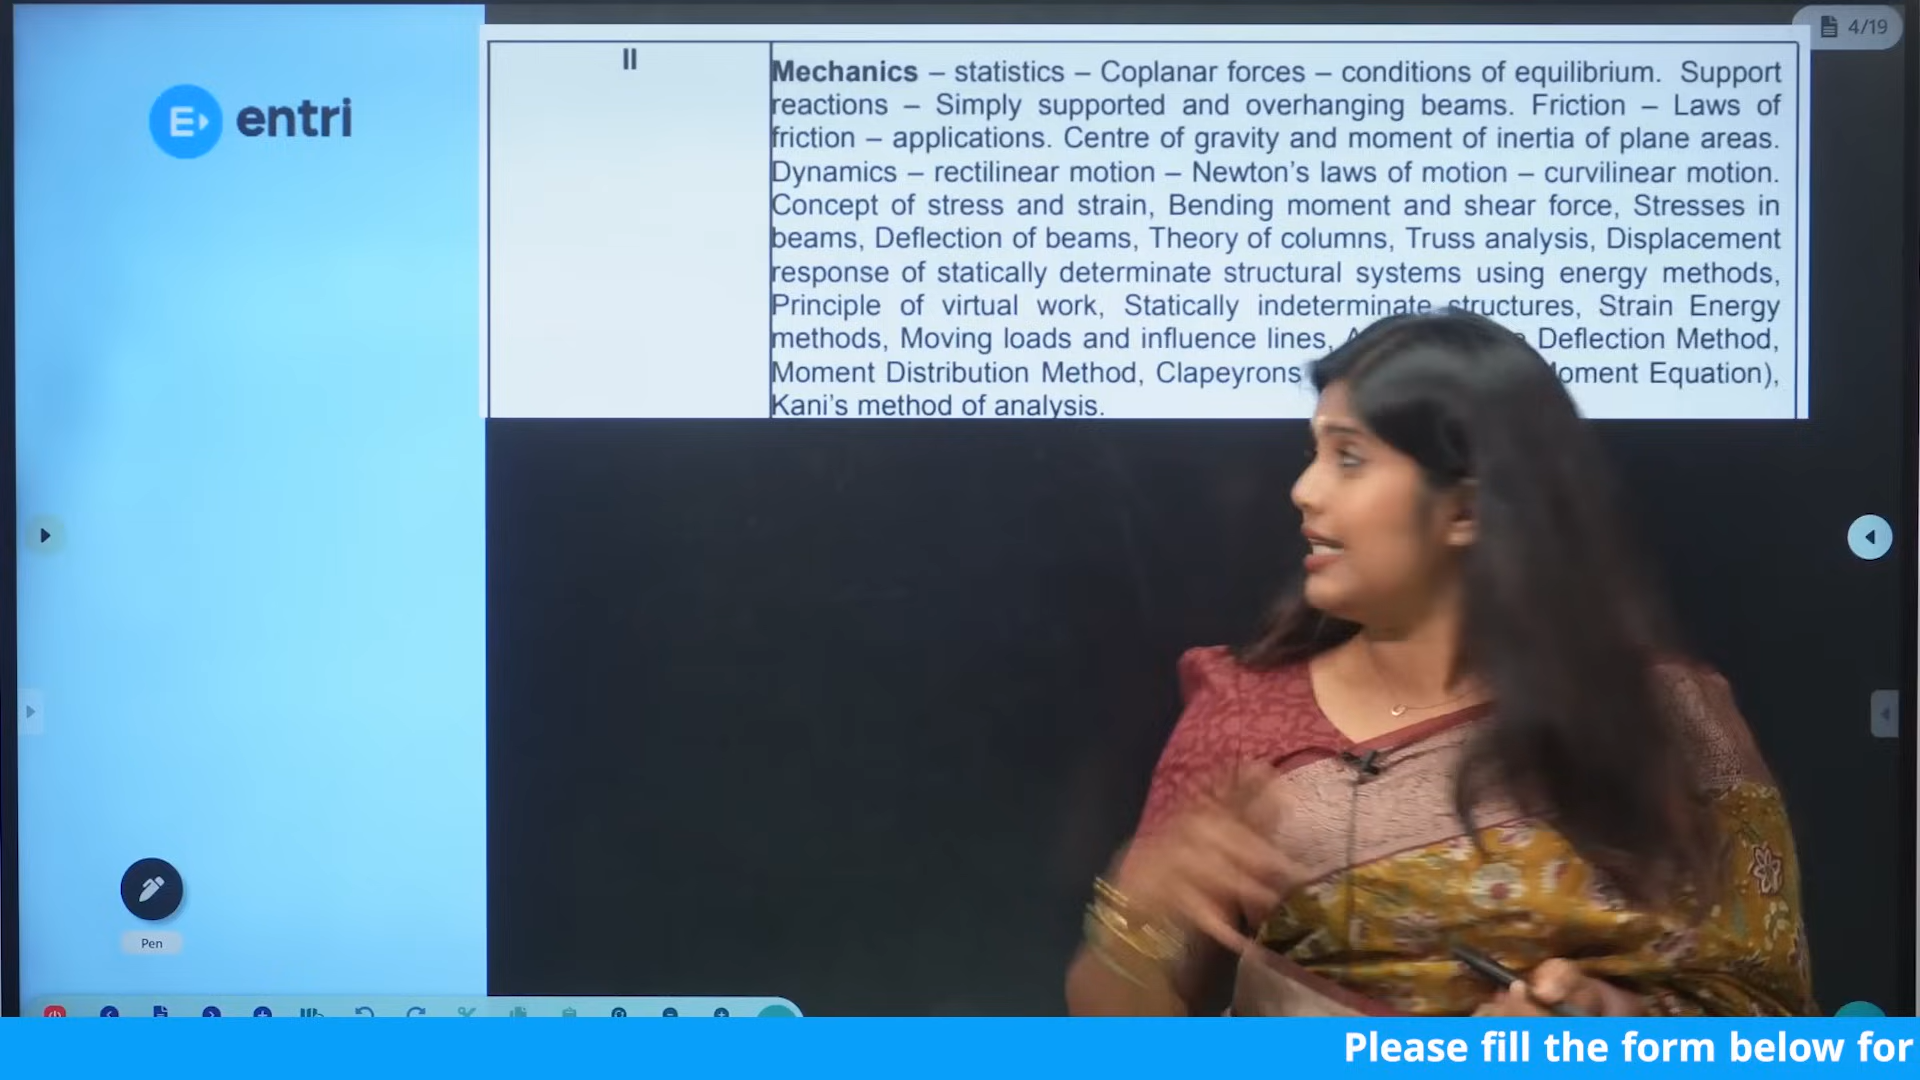 4/19
entri
II
Mechanics – statistics – Coplanar forces – conditions of equilibrium. Support
reactions – Simply supported and overhanging beams. Friction – Laws of
friction – applications. Centre of gravity and moment of inertia of plane areas.
Dynamics – rectilinear motion – Newton's laws of motion – curvilinear motion.
Concept of stress and strain, Bending moment and shear force, Stresses in
beams, Deflection of beams, Theory of columns, Truss analysis, Displacement
response of statically determinate structural systems using energy methods,
Principle of virtual work, Statically indeterminate structures, Strain Energy
methods, Moving loads and influence lines, Deflection Method,
Moment Distribution Method, Clapeyrons Moment Equation),
Kani's method of analysis.
Pen
Please fill the form below for